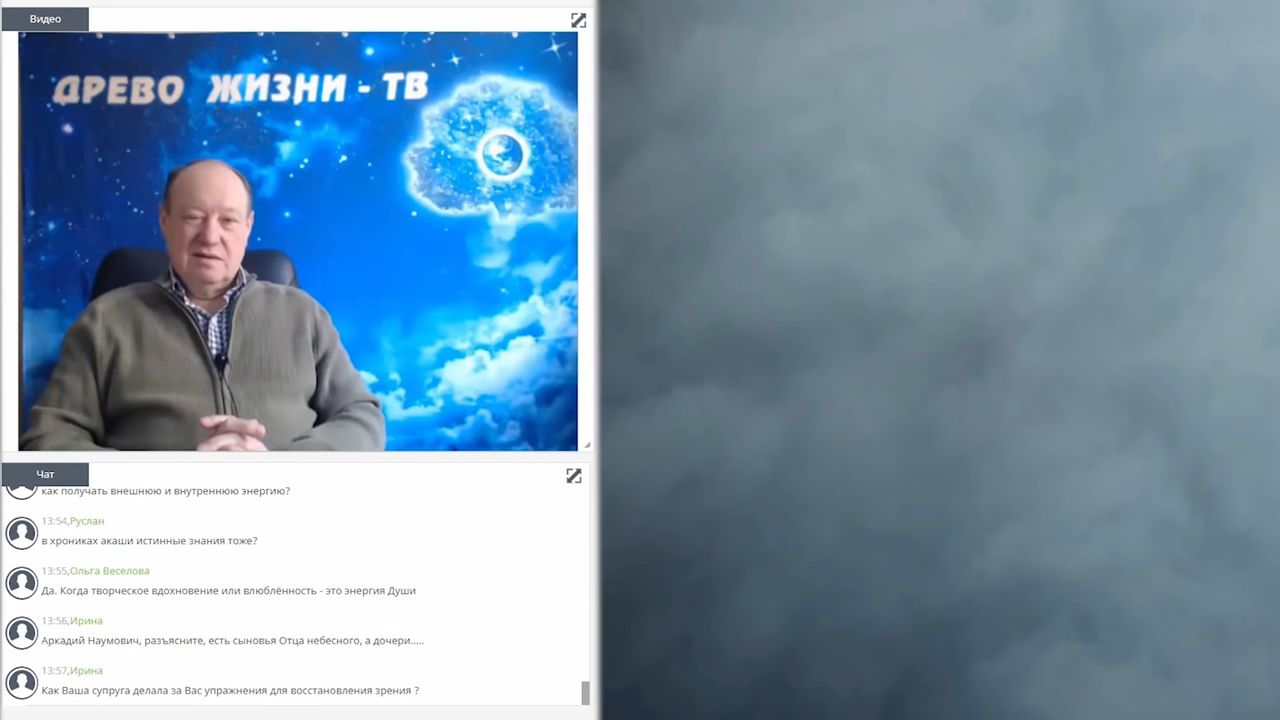 Видео
ДРЕВО ЖИЗНИ - ТВ
Чат
как получать внешнюю и внутреннюю энергию?
13:54,Руслан
в хрониках акаши истинные знания тоже?
13:55,Ольга Веселова
Да. Когда творческое вдохновение или влюблённость - это энергия Души
13:56,Ирина
Аркадий Наумович, разъясните, есть сыновья Отца небесного, а дочери.....
13:57,Ирина
Как Ваша супруга делала за Вас упражнения для восстановления зрения ?